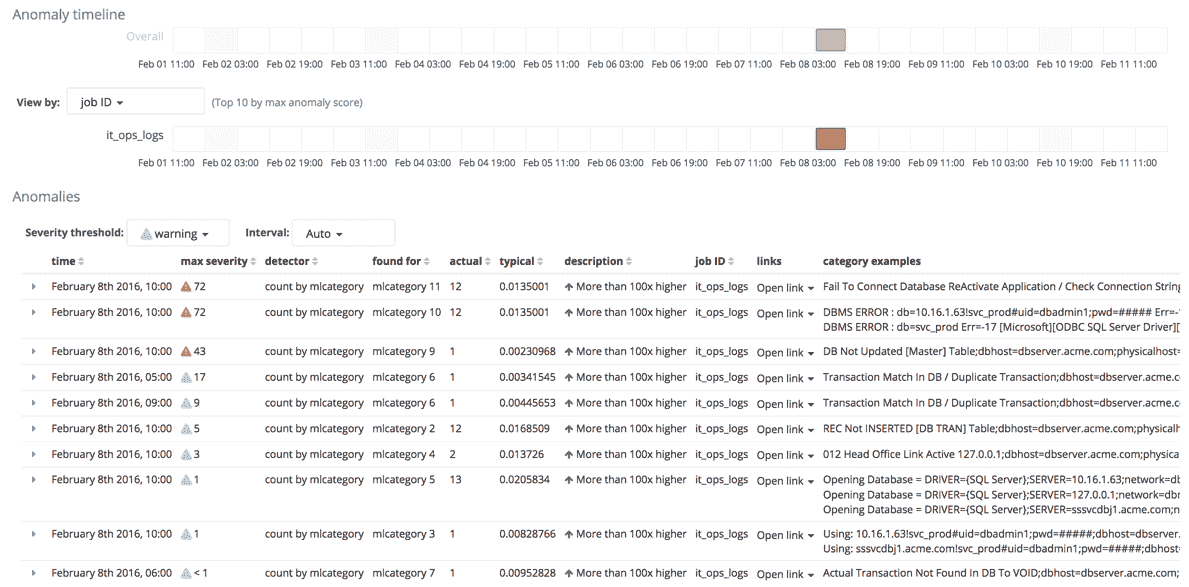 Anomaly timeline
Overall
Feb 01 11:00 Feb 02 03:00 Feb 02 19:00 Feb 03 11:00 Feb 04 03:00 Feb 04 19:00 Feb 05 11:00 Feb 06 03:00 Feb 06 19:00 Feb 07 11:00 Feb 08 03:00 Feb 08 19:00 Feb 09 11:00 Feb 10 03:00 Feb 10 19:00 Feb 11 11:00
View by: job ID (Top 10 by max anomaly score)
it_ops_logs
Feb 01 11:00 Feb 02 03:00 Feb 02 19:00 Feb 03 11:00 Feb 04 03:00 Feb 04 19:00 Feb 05 11:00 Feb 06 03:00 Feb 06 19:00 Feb 07 11:00 Feb 08 03:00 Feb 08 19:00 Feb 09 11:00 Feb 10 03:00 Feb 10 19:00 Feb 11 11:00
Anomalies
Severity threshold: warning Interval: Auto
time max severity detector found for actual typical description job ID links category examples
February 8th 2016, 10:00 72 count by mlcategory mlcategory 11 12 0.0135001 More than 100x higher it_ops_logs Open link Fail To Connect Database ReActivate Application / Check Connection String
February 8th 2016, 10:00 72 count by mlcategory mlcategory 10 12 0.0135001 More than 100x higher it_ops_logs Open link DBMS ERROR : db=10.16.1.63!svc_prod#uid=dbadmin1;pwd=##### Err=-1
DBMS ERROR : db=svc_prod Err=-17 [Microsoft][ODBC SQL Server Driver][
February 8th 2016, 10:00 43 count by mlcategory mlcategory 9 1 0.00230968 More than 100x higher it_ops_logs Open link DB Not Updated [Master] Table;dbhost=dbserver.acme.com;physicalhost=
February 8th 2016, 05:00 17 count by mlcategory mlcategory 6 1 0.00341545 More than 100x higher it_ops_logs Open link Transaction Match In DB / Duplicate Transaction;dbhost=dbserver.acme.c
February 8th 2016, 09:00 9 count by mlcategory mlcategory 6 1 0.00445653 More than 100x higher it_ops_logs Open link Transaction Match In DB / Duplicate Transaction;dbhost=dbserver.acme.c
February 8th 2016, 10:00 5 count by mlcategory mlcategory 2 12 0.0168509 More than 100x higher it_ops_logs Open link REC Not INSERTED [DB TRAN] Table;dbhost=dbserver.acme.com;physicalh
February 8th 2016, 10:00 3 count by mlcategory mlcategory 4 2 0.013726 More than 100x higher it_ops_logs Open link 012 Head Office Link Active 127.0.0.1;dbhost=dbserver.acme.com;physica
February 8th 2016, 10:00 1 count by mlcategory mlcategory 5 13 0.0205834 More than 100x higher it_ops_logs Open link Opening Database = DRIVER={SQL Server};SERVER=10.16.1.63;network=db
Opening Database = DRIVER={SQL Server};SERVER=127.0.0.1;network=dbn
Opening Database = DRIVER={SQL Server};SERVER=sssvcdbj1.acme.com;n
February 8th 2016, 10:00 1 count by mlcategory mlcategory 3 1 0.00828766 More than 100x higher it_ops_logs Open link Using: 10.16.1.63!svc_prod#uid=dbadmin1;pwd=#####;dbhost=dbserver.
Using: sssvcdbj1.acme.com!svc_prod#uid=dbadmin1;pwd=#####;dbhost=
February 8th 2016, 06:00 < 1 count by mlcategory mlcategory 7 1 0.00952828 More than 100x higher it_ops_logs Open link Actual Transaction Not Found In DB To VOID;dbhost=dbserver.acme.com;